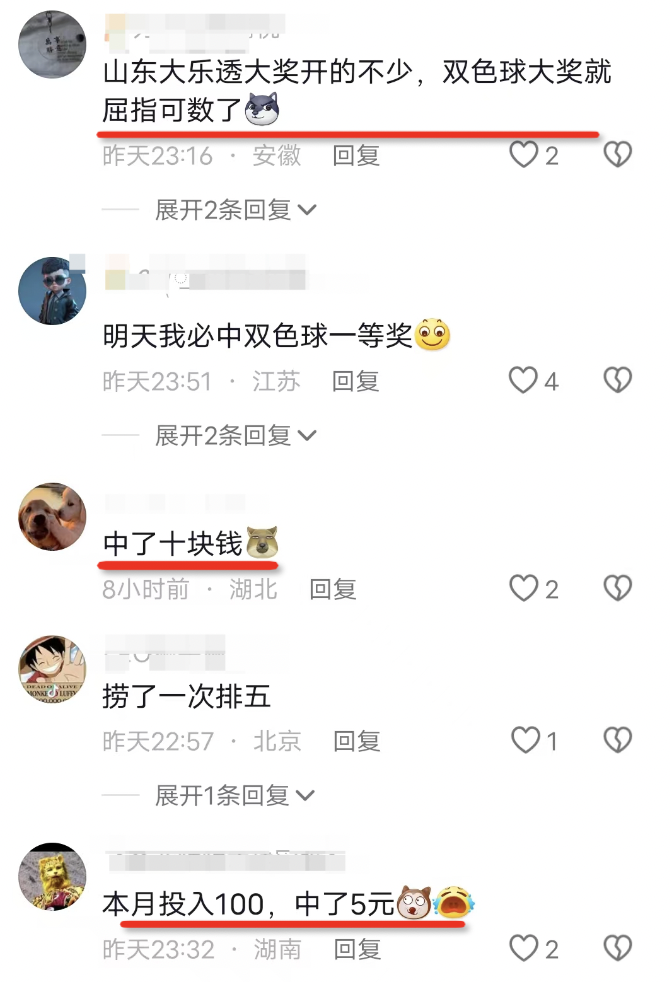 山东大乐透大奖开的不少，双色球大奖就
屈指可数了
昨天23:16 · 安徽 回复 2
展开2条回复
明天我必中双色球一等奖
昨天23:51 · 江苏 回复 4
展开2条回复
中了十块钱
8小时前 · 湖北 回复 2
捞了一次排五
昨天22:57 · 北京 回复 1
展开1条回复
本月投入100，中了5元
昨天23:32 · 湖南 回复 2